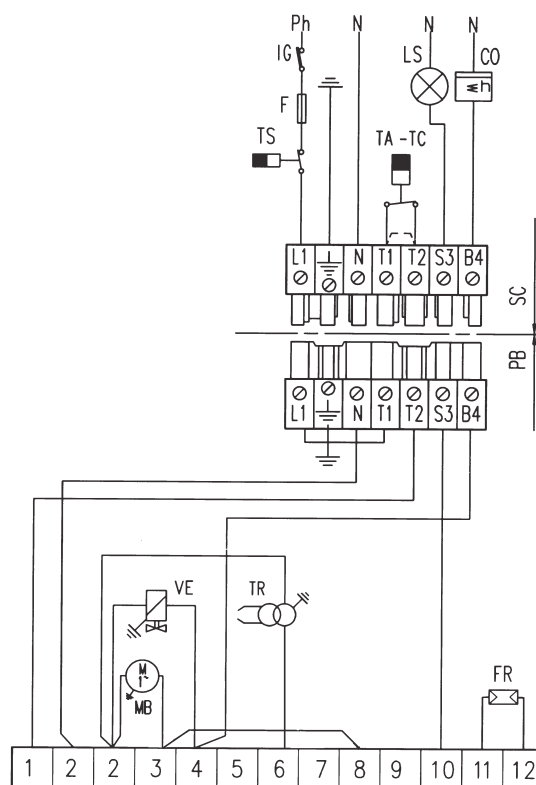 Ph N N N
IG LS CO
Wh
F
TS TA -TC
L1 N T1 T2 S3 B4
SC
PB
L1 N T1 T2 S3 B4
VE TR
M
1~
MB
FR
1 2 2 3 4 5 6 7 8 9 10 11 12